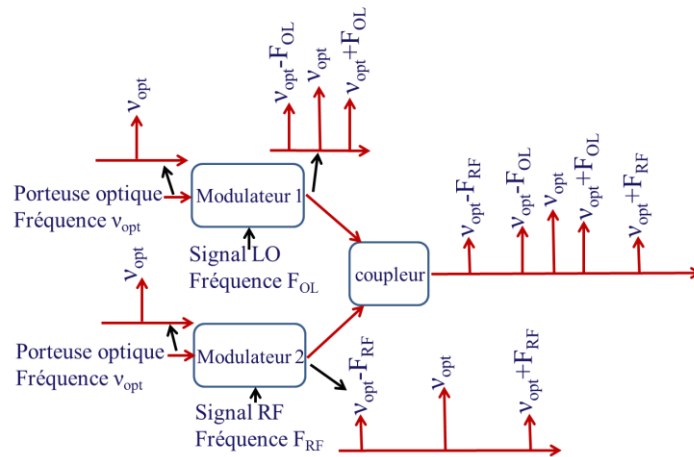 ν_opt
Porteuse optique
Fréquence ν_opt
Modulateur 1
Signal LO
Fréquence F_OL
ν_opt-F_OL
ν_opt
ν_opt+F_OL
ν_opt
Porteuse optique
Fréquence ν_opt
Modulateur 2
Signal RF
Fréquence F_RF
ν_opt-F_RF
ν_opt
ν_opt+F_RF
coupleur
ν_opt-F_RF
ν_opt-F_OL
ν_opt
ν_opt+F_OL
ν_opt+F_RF